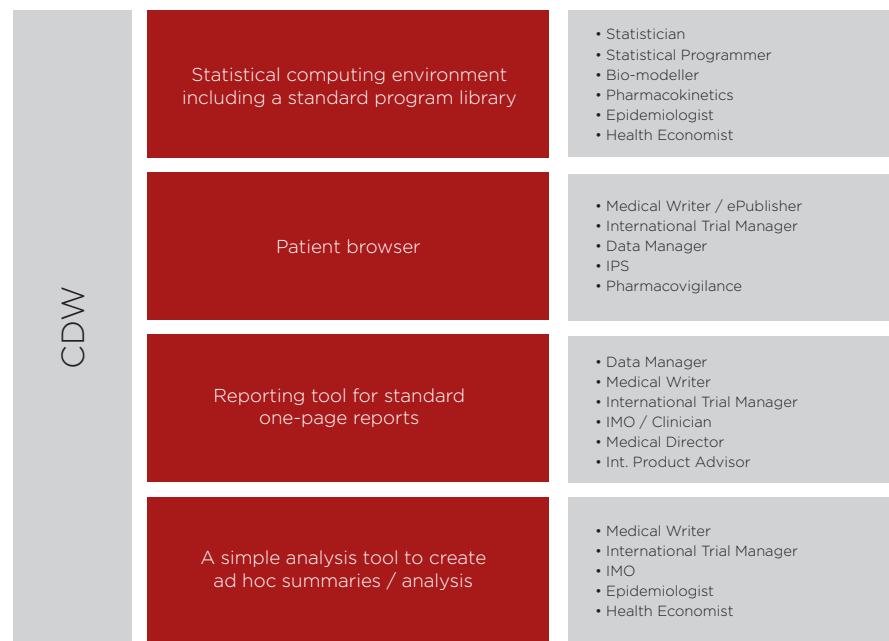 CDW
Statistical computing environment
including a standard program library
• Statistician
• Statistical Programmer
• Bio-modeller
• Pharmacokinetics
• Epidemiologist
• Health Economist
Patient browser
• Medical Writer / ePublisher
• International Trial Manager
• Data Manager
• IPS
• Pharmacovigilance
Reporting tool for standard
one-page reports
• Data Manager
• Medical Writer
• International Trial Manager
• IMO / Clinician
• Medical Director
• Int. Product Advisor
A simple analysis tool to create
ad hoc summaries / analysis
• Medical Writer
• International Trial Manager
• IMO
• Epidemiologist
• Health Economist